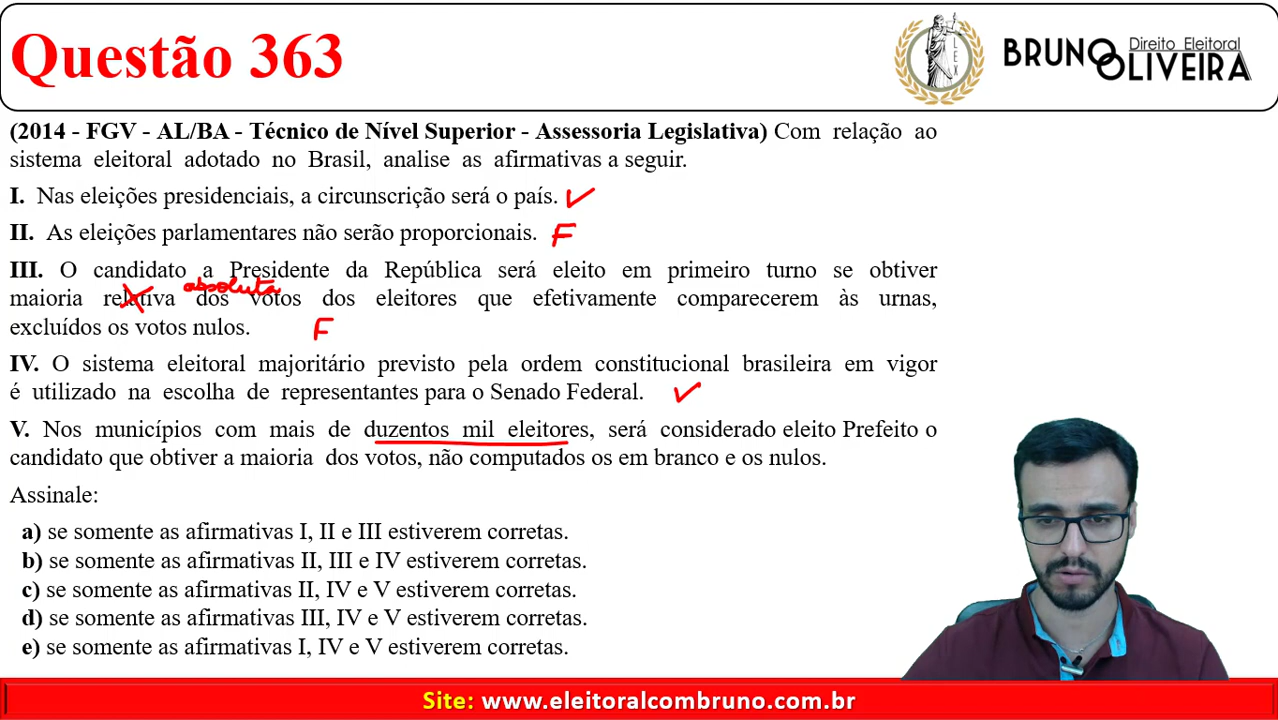 Questão 363
BRUNO Direito Eleitoral
OLIVEIRA
LEX
(2014 - FGV - AL/BA - Técnico de Nível Superior - Assessoria Legislativa) Com relação ao
sistema eleitoral adotado no Brasil, analise as afirmativas a seguir.
I. Nas eleições presidenciais, a circunscrição será o país. ✓
II. As eleições parlamentares não serão proporcionais. F
III. O candidato a Presidente da República será eleito em primeiro turno se obtiver
absoluta
maioria relativa dos votos dos eleitores que efetivamente comparecerem às urnas,
excluídos os votos nulos. F
IV. O sistema eleitoral majoritário previsto pela ordem constitucional brasileira em vigor
é utilizado na escolha de representantes para o Senado Federal. ✓
V. Nos municípios com mais de duzentos mil eleitores, será considerado eleito Prefeito o
candidato que obtiver a maioria dos votos, não computados os em branco e os nulos.
Assinale:
a) se somente as afirmativas I, II e III estiverem corretas.
b) se somente as afirmativas II, III e IV estiverem corretas.
c) se somente as afirmativas II, IV e V estiverem corretas.
d) se somente as afirmativas III, IV e V estiverem corretas.
e) se somente as afirmativas I, IV e V estiverem corretas.
Site: www.eleitoralcombruno.com.br